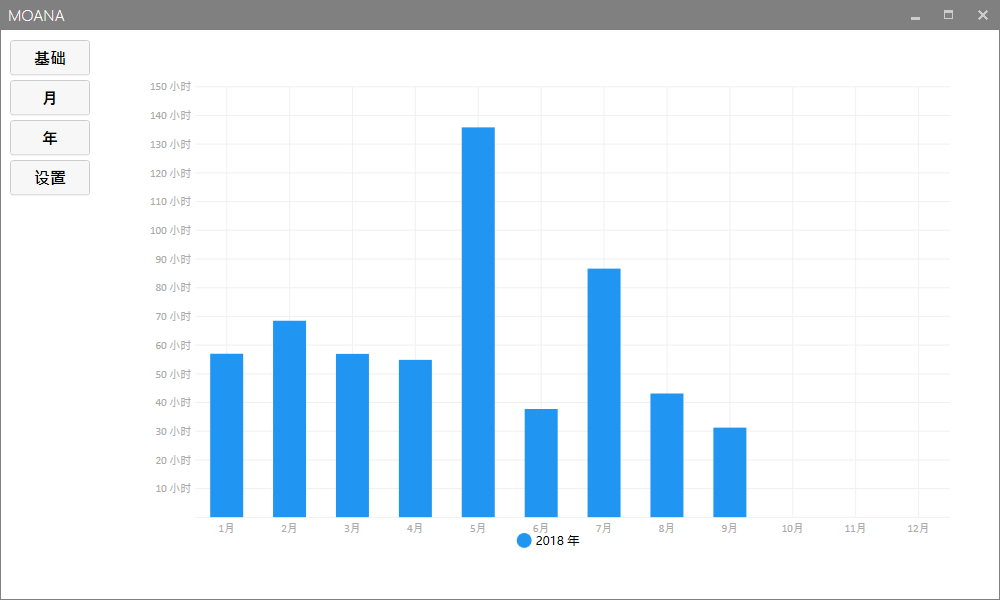 MOANA
基础
月
年
设置
150 小时
140 小时
130 小时
120 小时
110 小时
100 小时
90 小时
80 小时
70 小时
60 小时
50 小时
40 小时
30 小时
20 小时
10 小时
1月 2月 3月 4月 5月 6月 7月 8月 9月 10月 11月 12月
2018 年